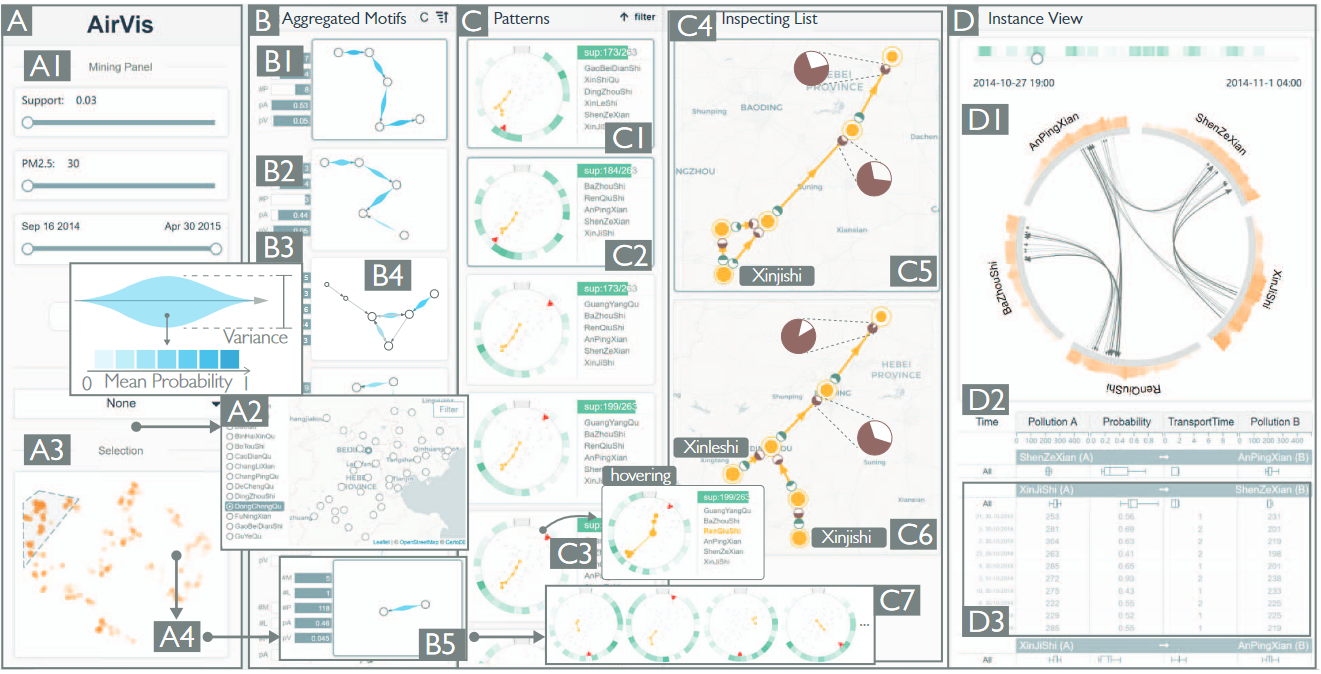 A
AirVis
A1
Mining Panel
Support: 0.03
PM2.5: 30
Sep 16 2014 Apr 30 2015
Variance
0 Mean Probability 1
None
A2
Filter
BinHaiXinQu
BoTouShi
CaoDianQu
ChangLiXian
ChangPingQu
DeChengQu
DingZhouShi
DongChengQu
FuNingXian
GaoBeiDianShi
GuYeQu
Leaflet | © OpenStreetMap © CartoDB
A3
Selection
A4
B
Aggregated Motifs
B1
#P 8
pA 0.53
pV 0.05
B2
pA 0.44
B3
B4
#M 5
#L 1
#P 118
pA 0.46
pV 0.045
B5
C
Patterns
filter
sup:173/263
GaoBeiDianShi
XinShiQu
DingZhouShi
XinLeShi
ShenZeXian
C1
sup:184/263
BaZhouShi
RenQiuShi
AnPingXian
ShenZeXian
XinJiShi
C2
sup:173/263
GuangYangQu
BaZhouShi
RenQiuShi
AnPingXian
ShenZeXian
XinJiShi
sup:199/263
GuangYangQu
BaZhouShi
RenQiuShi
AnPingXian
hovering
sup:199/263
GuangYangQu
BaZhouShi
RenQiuShi
AnPingXian
ShenZeXian
XinJiShi
C3
C7
...
C4
Inspecting List
HEBEI
PROVINCE
Shunping
BAODING
Dachen
NGZHOU
Suning
Xianxian
Xinjishi
C5
HEBEI
PROVINCE
Shunping
Xinleshi
Suning
Xianxian
Xinjishi
C6
D
Instance View
2014-10-27 19:00 2014-11-1 04:00
D1
AnPingXian
ShenZeXian
BaZhouShi
XinJiShi
RenQiuShi
D2
Time Pollution A Probability TransportTime Pollution B
0 100 200 300 400 0 0.2 0.4 0.6 0.8 0 2 4 6 0 100 200 300 400
ShenZeXian (A) → AnPingXian (B)
All
XinJiShi (A) → ShenZeXian (B)
All
253 0.56 1 231
281 0.69 2 201
304 0.63 2 219
263 0.41 2 198
285 0.65 1 251
272 0.93 2 238
275 0.43 2 233
232 0.55 2 225
229 0.52 1 225
285 0.55 1 219
D3
XinJiShi (A) → AnPingXian (B)
All